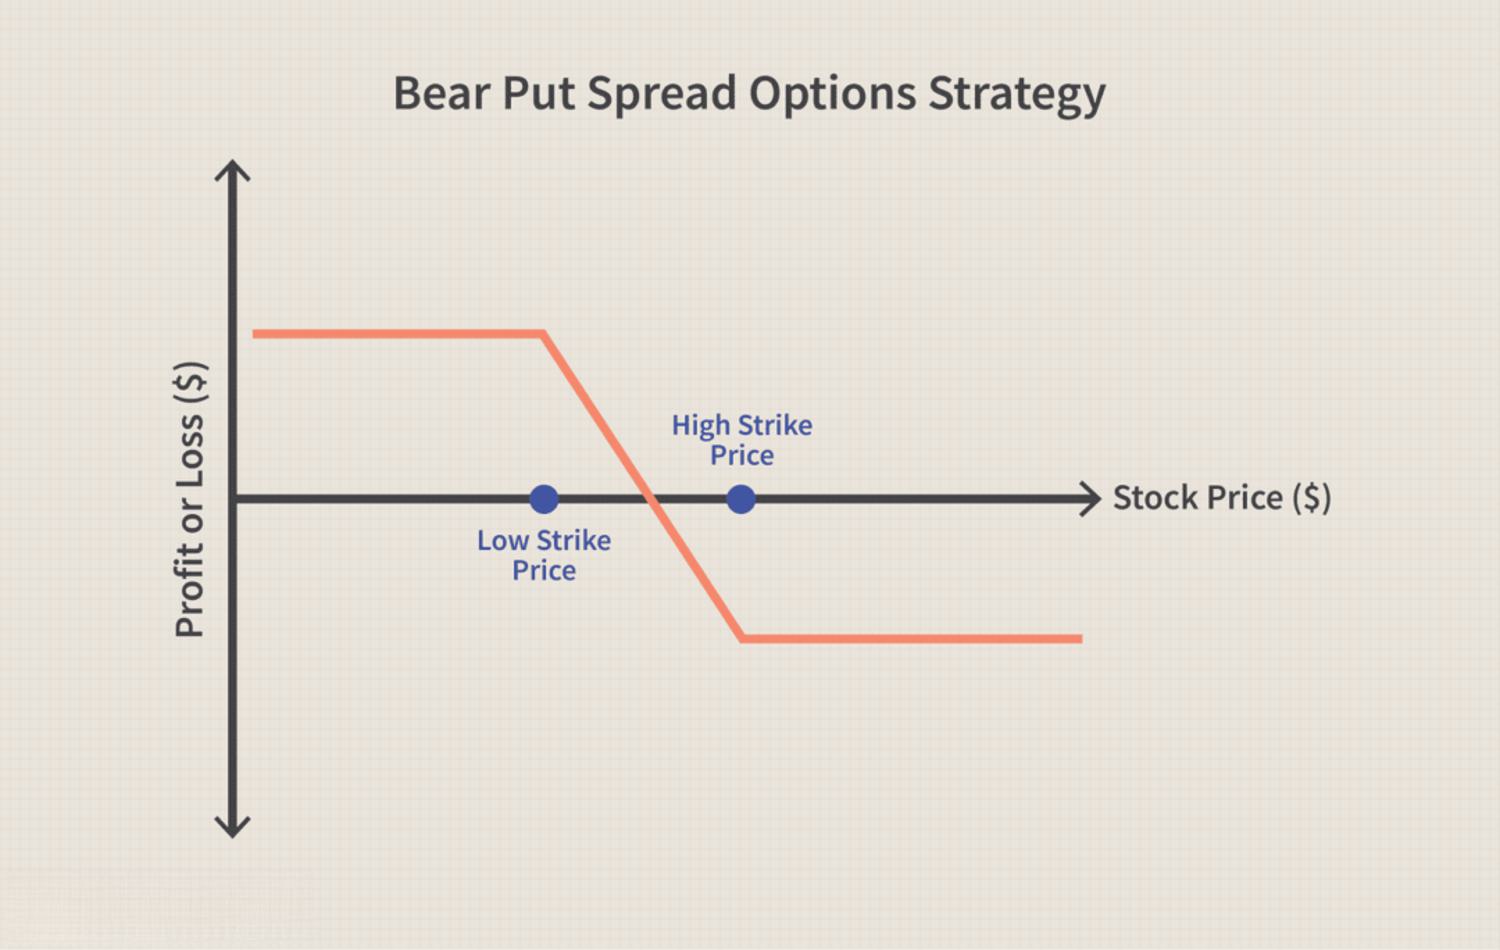 Bear Put Spread Options Strategy
Profit or Loss ($)
High Strike
Price
Stock Price ($)
Low Strike
Price